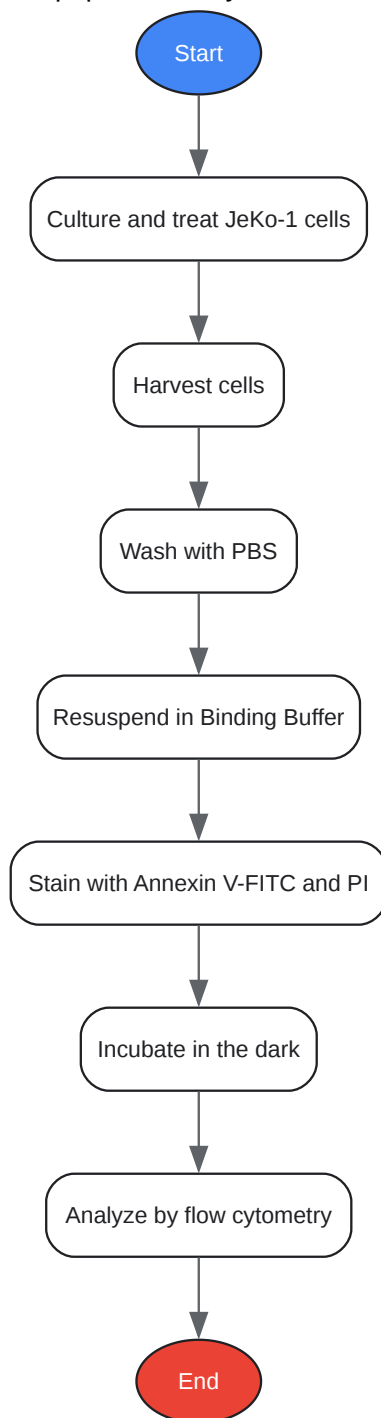 Start
Culture and treat JeKo-1 cells
Harvest cells
Wash with PBS
Resuspend in Binding Buffer
Stain with Annexin V-FITC and PI
Incubate in the dark
Analyze by flow cytometry
End